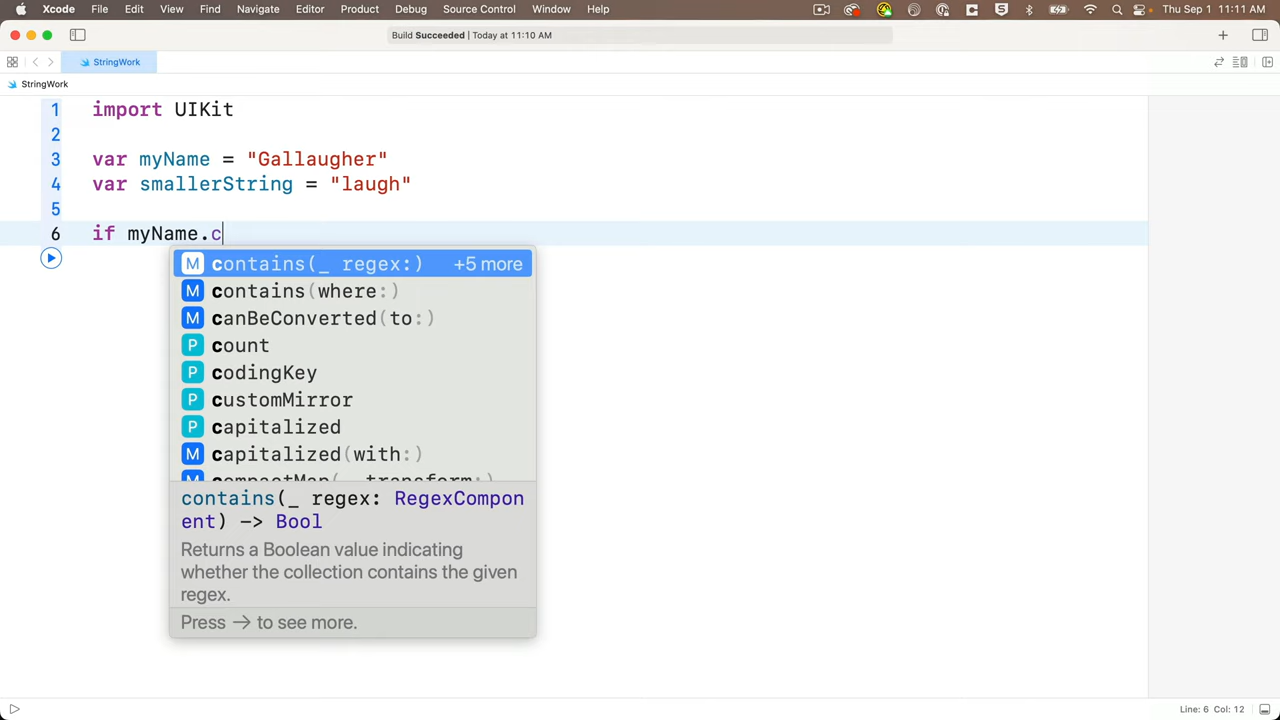 Xcode File Edit View Find Navigate Editor Product Debug Source Control Window Help Thu Sep 1 11:11 AM
Build Succeeded | Today at 11:10 AM
StringWork
StringWork
1 import UIKit
2
3 var myName = "Gallaugher"
4 var smallerString = "laugh"
5
6 if myName.c
M contains(_ regex:) +5 more
M contains(where:)
M canBeConverted(to:)
P count
P codingKey
P customMirror
P capitalized
M capitalized(with:)
M compactMap(_ transform:)
contains(_ regex: RegexCompon
ent) -> Bool
Returns a Boolean value indicating
whether the collection contains the given
regex.
Press → to see more.
Line: 6 Col: 12